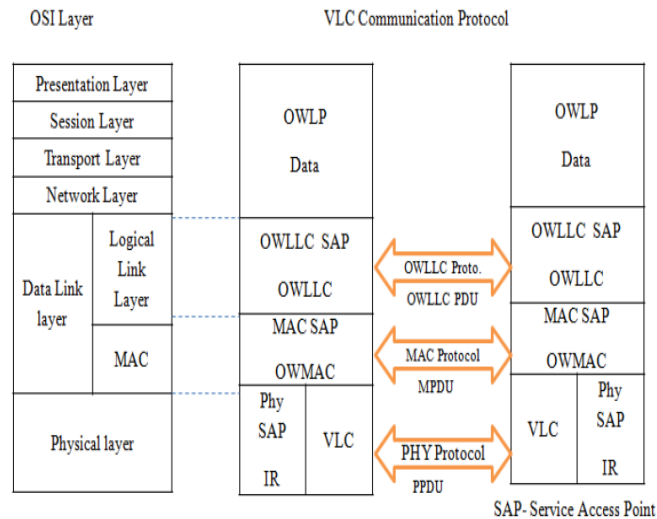 OSI Layer
VLC Communication Protocol
Presentation Layer
Session Layer
Transport Layer
Network Layer
Data Link
layer
Logical
Link
Layer
MAC
Physical layer
OWLP
Data
OWLLC SAP
OWLLC
MAC SAP
OWMAC
Phy
SAP
IR
VLC
OWLLC Proto.
OWLLC PDU
MAC Protocol
MPDU
PHY Protocol
PPDU
OWLP
Data
OWLLC SAP
OWLLC
MAC SAP
OWMAC
VLC
Phy
SAP
IR
SAP- Service Access Point